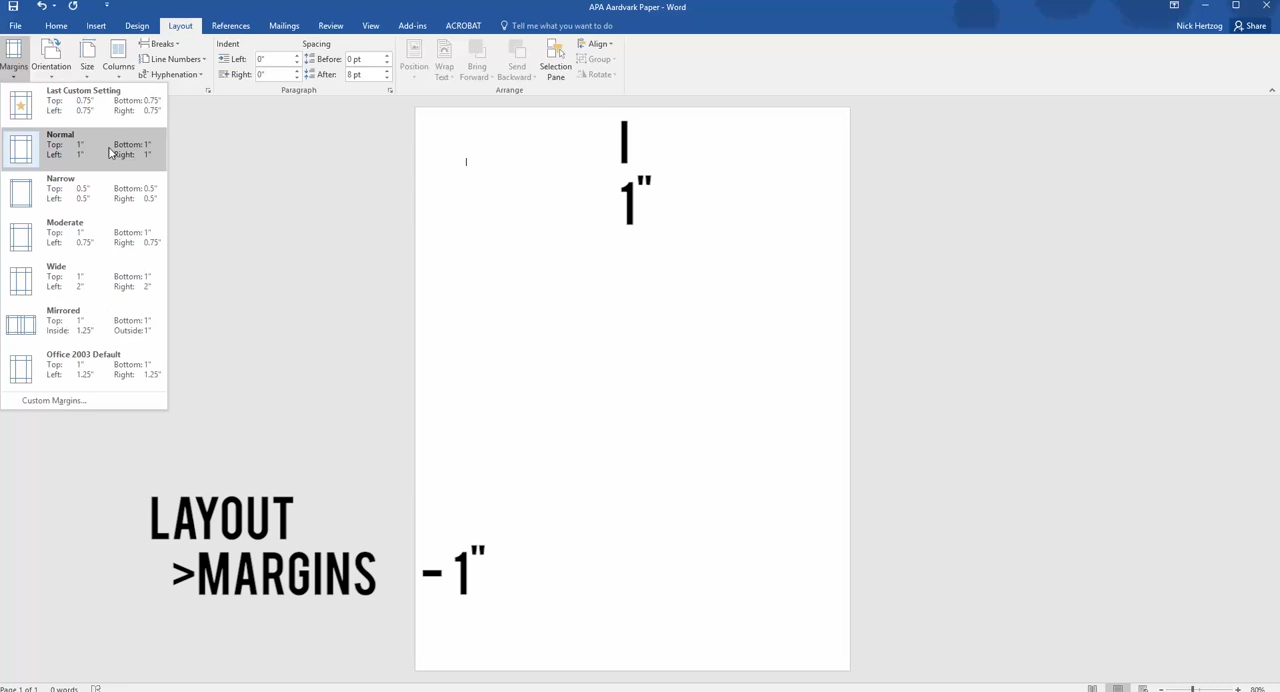 APA Aardvark Paper - Word
File Home Insert Design Layout References Mailings Review View Add-ins ACROBAT Tell me what you want to do Nick Hertzog Share
Margins Orientation Size Columns
Breaks
Line Numbers
Hyphenation
Indent
Left: 0"
Right: 0"
Spacing
Before: 0 pt
After: 8 pt
Paragraph
Position
Wrap
Text
Bring
Forward
Send
Backward
Selection
Pane
Align
Group
Rotate
Arrange
Last Custom Setting
Top: 0.75" Bottom: 0.75"
Left: 0.75" Right: 0.75"
Normal
Top: 1" Bottom: 1"
Left: 1" Right: 1"
Narrow
Top: 0.5" Bottom: 0.5"
Left: 0.5" Right: 0.5"
Moderate
Top: 1" Bottom: 1"
Left: 0.75" Right: 0.75"
Wide
Top: 1" Bottom: 1"
Left: 2" Right: 2"
Mirrored
Top: 1" Bottom: 1"
Inside: 1.25" Outside: 1"
Office 2003 Default
Top: 1" Bottom: 1"
Left: 1.25" Right: 1.25"
Custom Margins...
1"
LAYOUT
>MARGINS
– 1"
Page 1 of 1 0 words
80%